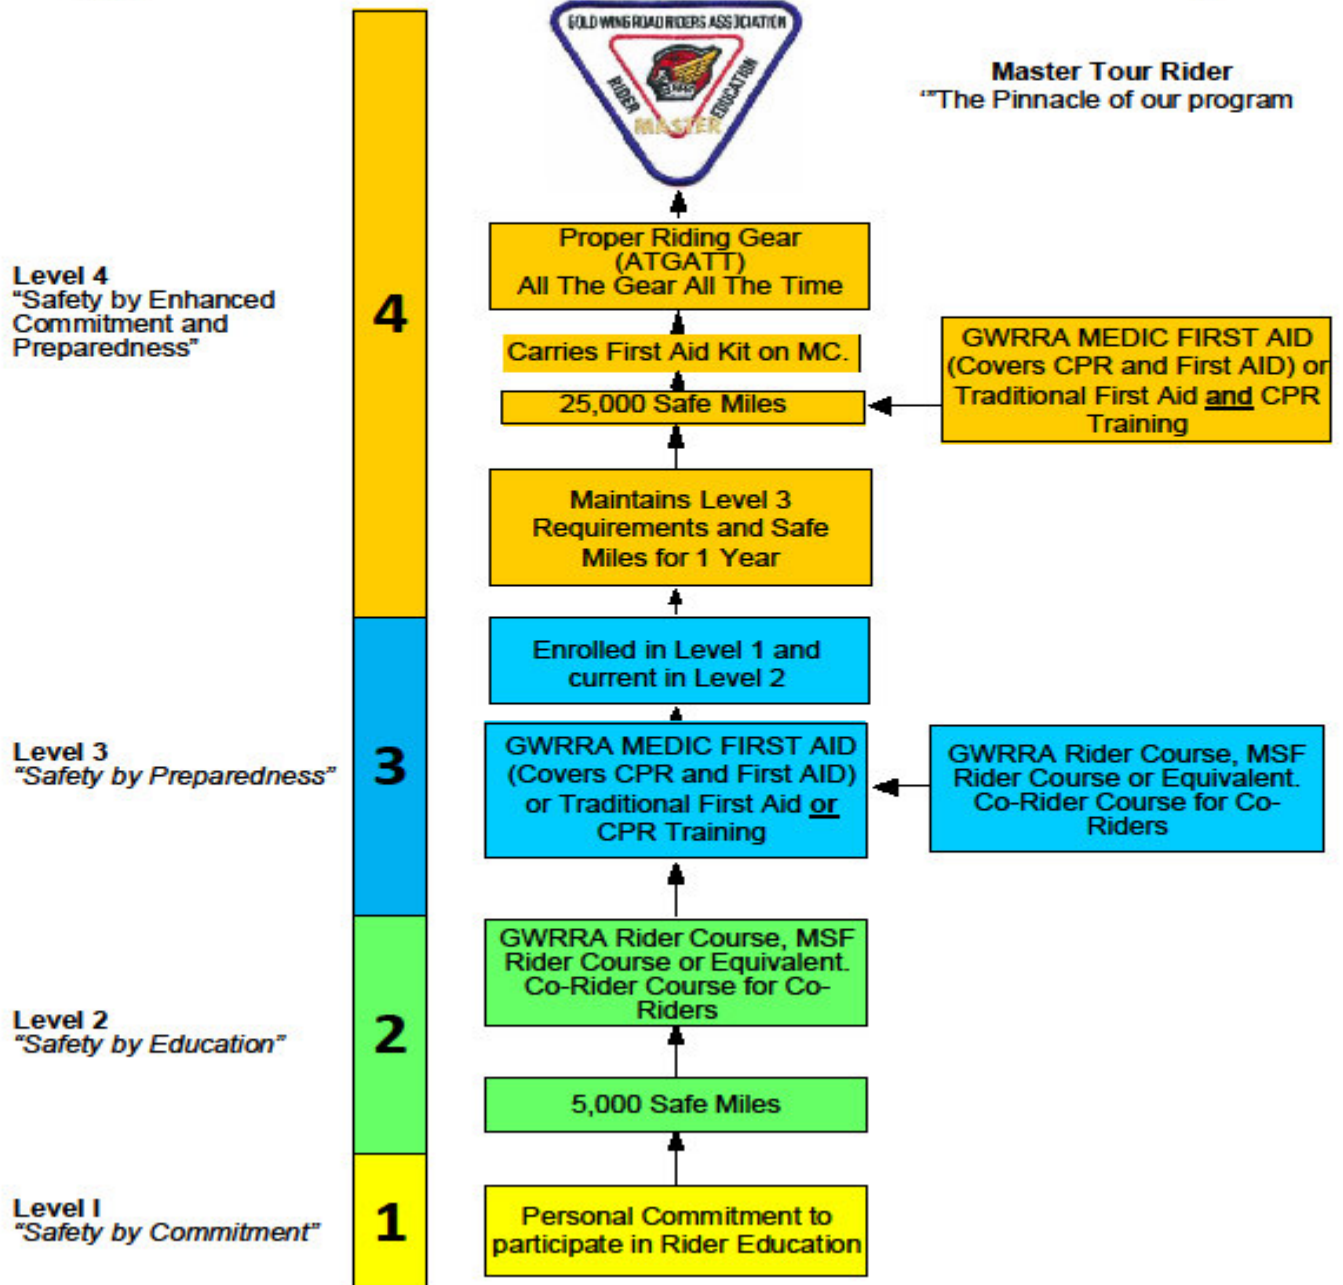 GOLD WING ROAD RIDERS ASSOCIATION
RIDER
EDUCATION
MASTER
Master Tour Rider
‘”The Pinnacle of our program
Level 4
“Safety by Enhanced
Commitment and
Preparedness”
4
Proper Riding Gear
(ATGATT)
All The Gear All The Time
Carries First Aid Kit on MC.
25,000 Safe Miles
GWRRA MEDIC FIRST AID
(Covers CPR and First AID) or
Traditional First Aid and CPR
Training
Maintains Level 3
Requirements and Safe
Miles for 1 Year
Level 3
“Safety by Preparedness”
3
Enrolled in Level 1 and
current in Level 2
GWRRA MEDIC FIRST AID
(Covers CPR and First AID)
or Traditional First Aid or
CPR Training
GWRRA Rider Course, MSF
Rider Course or Equivalent.
Co-Rider Course for Co-
Riders
Level 2
“Safety by Education”
2
GWRRA Rider Course, MSF
Rider Course or Equivalent.
Co-Rider Course for Co-
Riders
5,000 Safe Miles
Level I
“Safety by Commitment”
1
Personal Commitment to
participate in Rider Education